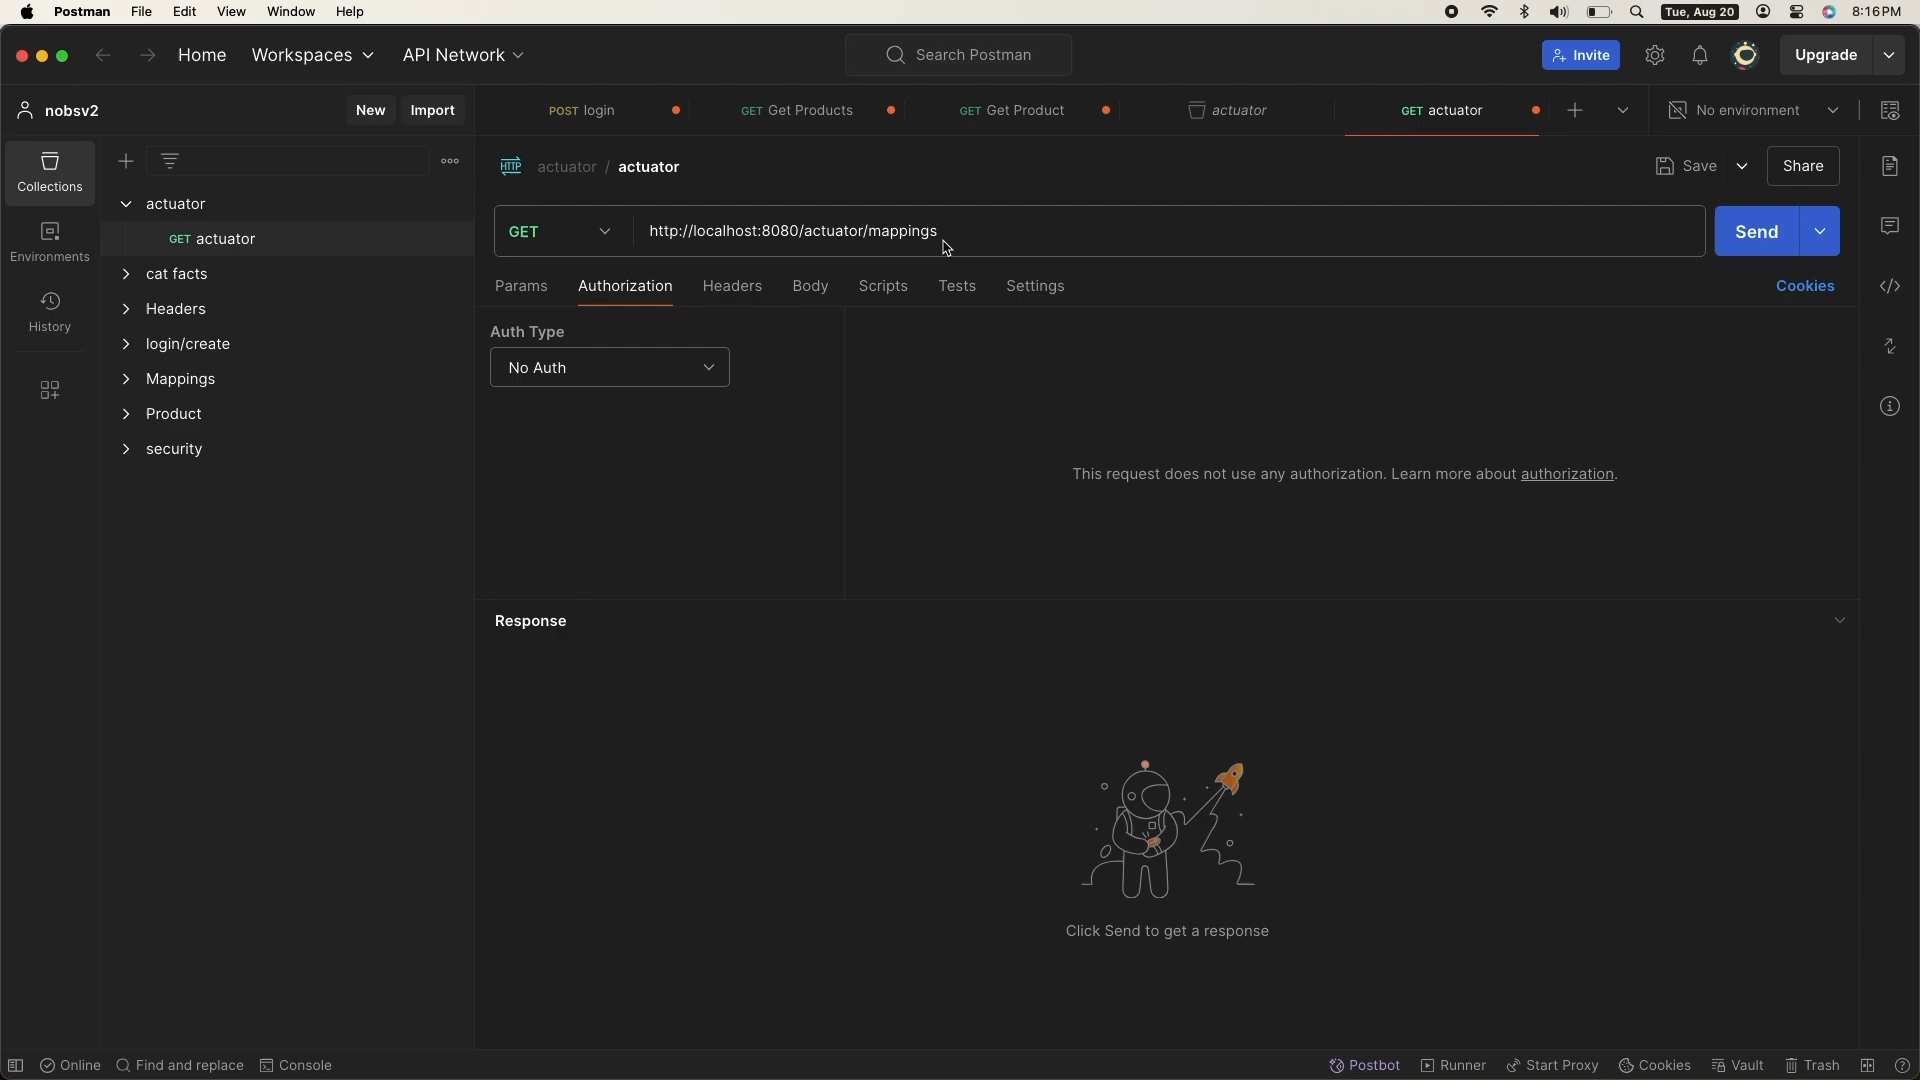 Postman File Edit View Window Help Tue, Aug 20 8:16 PM
Home Workspaces API Network Search Postman Invite Upgrade
nobsv2 New Import POST login GET Get Products GET Get Product actuator GET actuator No environment
Collections
Environments
History
actuator
GET actuator
cat facts
Headers
login/create
Mappings
Product
security
HTTP actuator / actuator Save Share
GET http://localhost:8080/actuator/mappings Send
Params Authorization Headers Body Scripts Tests Settings Cookies
Auth Type
No Auth
This request does not use any authorization. Learn more about authorization.
Response
Click Send to get a response
Online Find and replace Console Postbot Runner Start Proxy Cookies Vault Trash